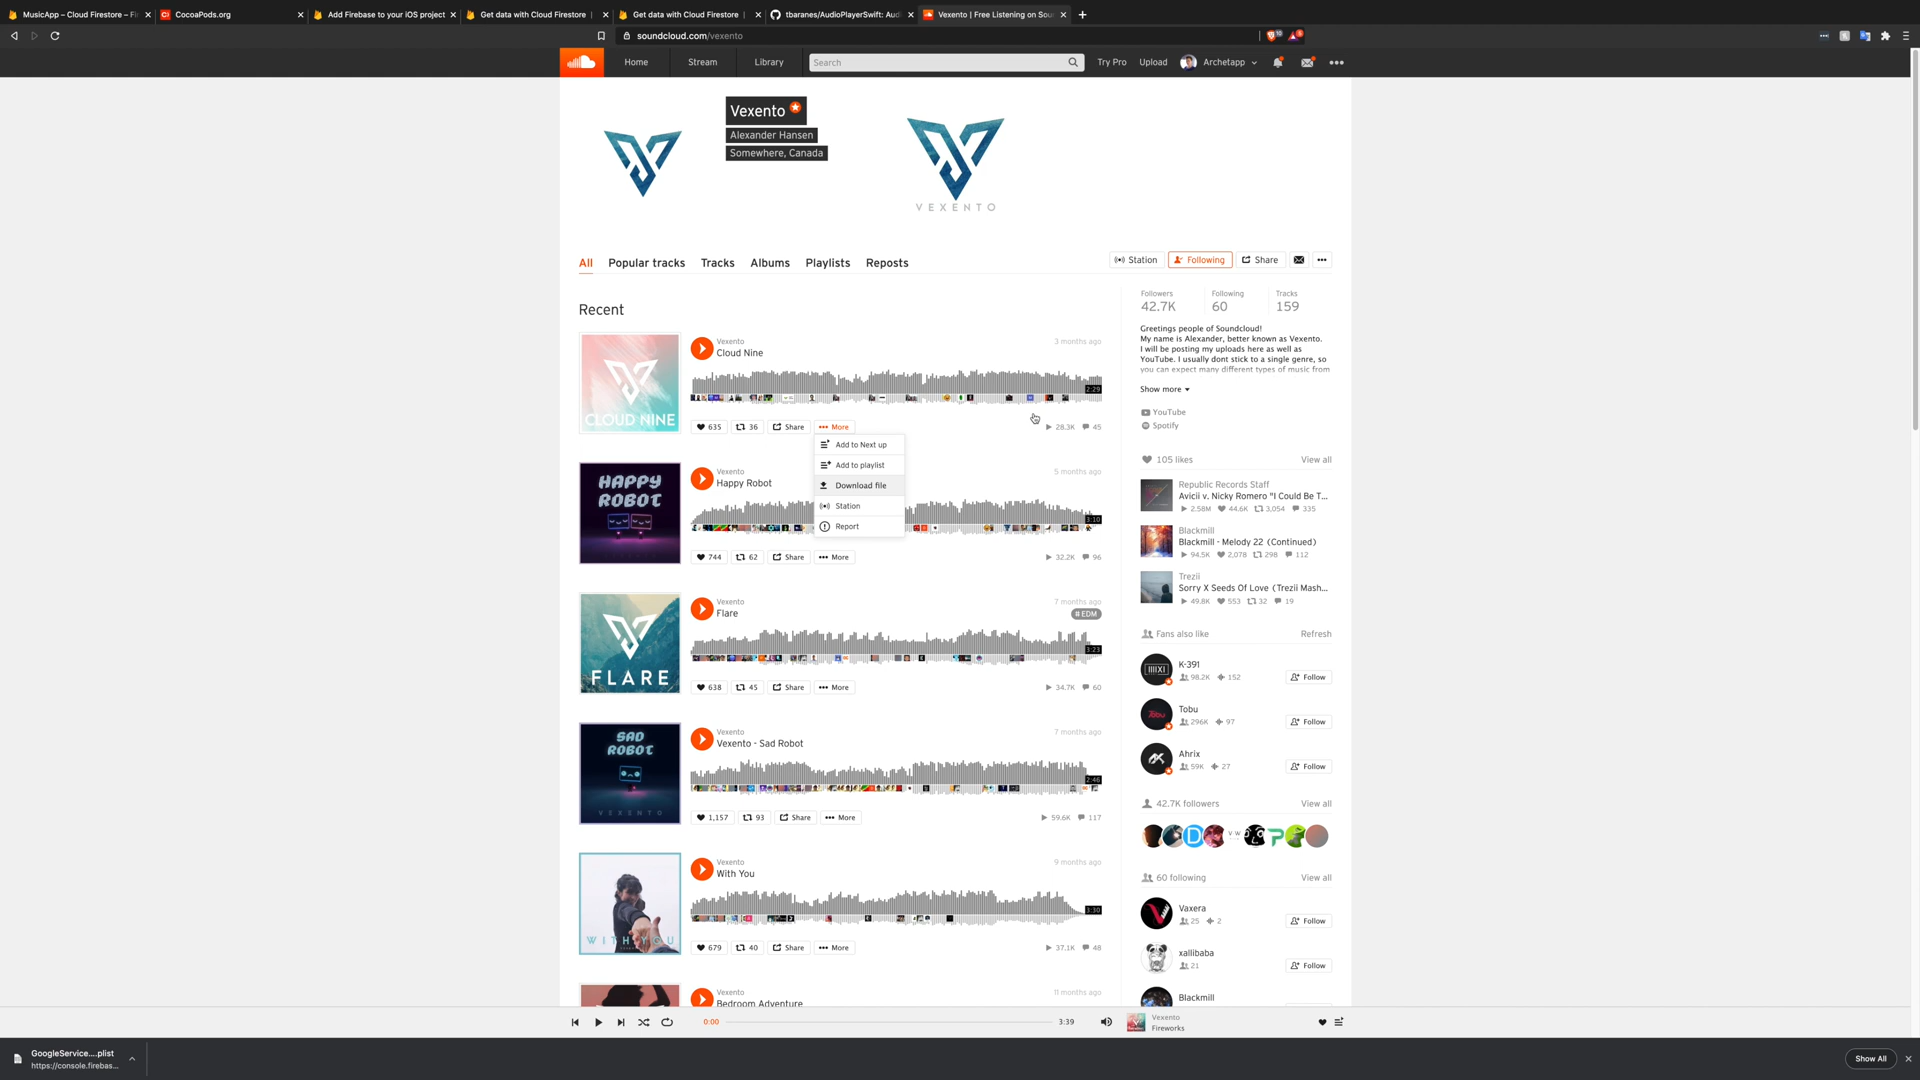 MusicApp – Cloud Firestore – Fi
CocoaPods.org
Add Firebase to your iOS project
Get data with Cloud Firestore
Get data with Cloud Firestore
tbaranes/AudioPlayerSwift: Aud
Vexento | Free Listening on Sou
soundcloud.com/vexento
Home
Stream
Library
Search
Try Pro
Upload
Archetapp
Vexento
Alexander Hansen
Somewhere, Canada
VEXENTO
All
Popular tracks
Tracks
Albums
Playlists
Reposts
Station
Following
Share
Recent
Followers
42.7K
Following
60
Tracks
159
Greetings people of Soundcloud!
My name is Alexander, better known as Vexento.
I will be posting my uploads here as well as
YouTube. I usually dont stick to a single genre, so
you can expect many different types of music from
Show more
YouTube
Spotify
CLOUD NINE
Vexento
Cloud Nine
3 months ago
2:29
635
36
Share
More
28.3K
45
Add to Next up
Add to playlist
Download file
Station
Report
HAPPY
ROBOT
VEXENTO
Vexento
Happy Robot
5 months ago
3:10
744
62
Share
More
32.2K
96
FLARE
Vexento
Flare
7 months ago
# EDM
3:23
638
45
Share
More
34.7K
60
SAD
ROBOT
VEXENTO
Vexento
Vexento - Sad Robot
7 months ago
2:46
1,157
93
Share
More
59.6K
117
WITH YOU
Vexento
With You
9 months ago
3:30
679
40
Share
More
37.1K
48
Vexento
Bedroom Adventure
11 months ago
105 likes
View all
Republic Records Staff
Avicii v. Nicky Romero "I Could Be T...
2.58M
44.6K
3,054
335
Blackmill
Blackmill - Melody 22 (Continued)
94.5K
2,078
298
112
Trezii
Sorry X Seeds Of Love (Trezii Mash...
49.8K
553
32
19
Fans also like
Refresh
K-391
98.2K
152
Follow
Tobu
Tobu
296K
97
Follow
Ahrix
59K
27
Follow
42.7K followers
View all
60 following
View all
Vaxera
25
2
Follow
xallibaba
21
Follow
Blackmill
0:00
3:39
Vexento
Fireworks
GoogleService....plist
https://console.firebas...
Show All